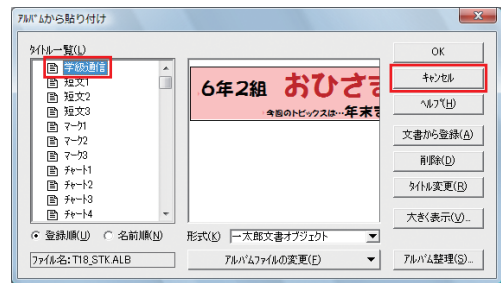 ｱﾙﾊﾞﾑから貼り付け
ﾀｲﾄﾙ一覧(L)
学級通信
短文1
短文2
短文3
ﾏｰｸ1
ﾏｰｸ2
ﾏｰｸ3
ﾁｬｰﾄ1
ﾁｬｰﾄ2
ﾁｬｰﾄ3
ﾁｬｰﾄ4
6年2組 おひさま
今回のトピックスは…年末
OK
ｷｬﾝｾﾙ
ﾍﾙﾌﾟ(H)
文書から登録(A)
削除(D)
ﾀｲﾄﾙ変更(R)
大きく表示(V)...
登録順(U) 名前順(N)
形式(K) 一太郎文書オブジェクト
ﾌｧｲﾙ名:T18_STK.ALB
ｱﾙﾊﾞﾑﾌｧｲﾙの変更(F)
ｱﾙﾊﾞﾑ整理(S)...